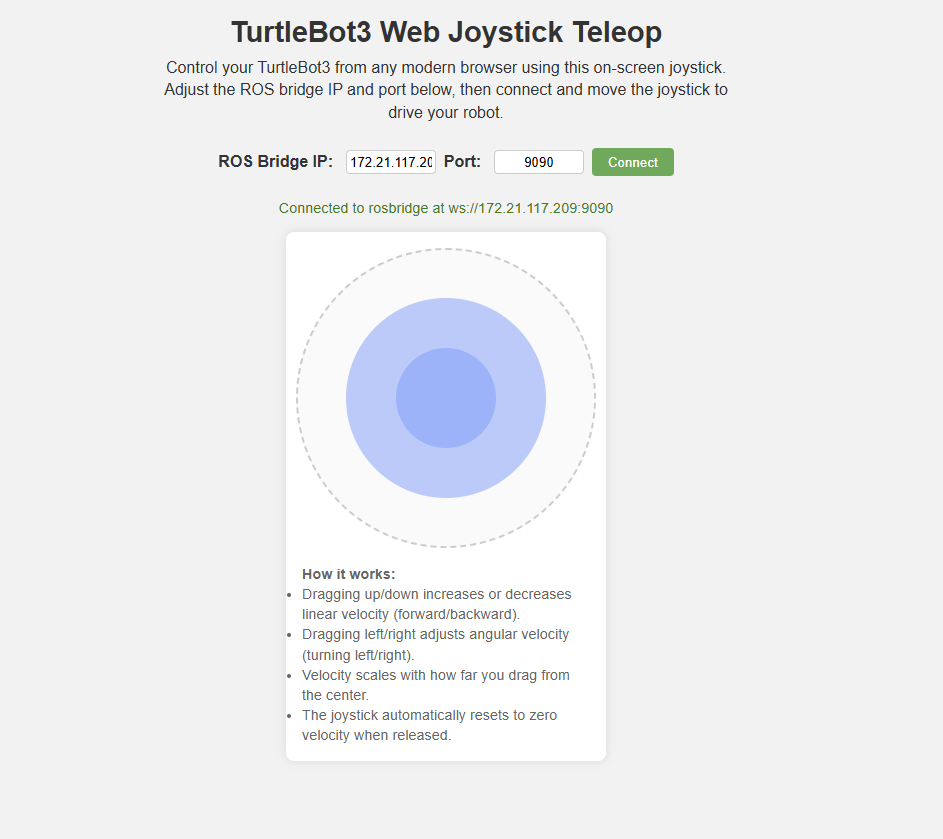 TurtleBot3 Web Joystick Teleop
Control your TurtleBot3 from any modern browser using this on-screen joystick.
Adjust the ROS bridge IP and port below, then connect and move the joystick to
drive your robot.
ROS Bridge IP: 172.21.117.20 Port: 9090 Connect
Connected to rosbridge at ws://172.21.117.209:9090
How it works:
• Dragging up/down increases or decreases
linear velocity (forward/backward).
• Dragging left/right adjusts angular velocity
(turning left/right).
• Velocity scales with how far you drag from
the center.
• The joystick automatically resets to zero
velocity when released.